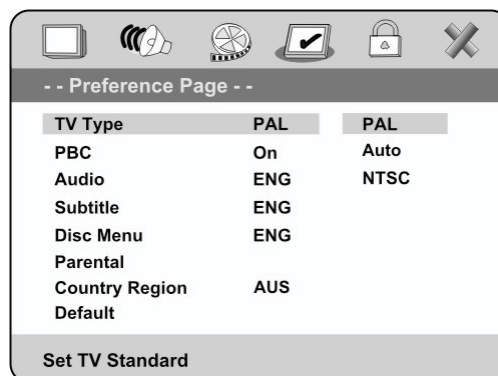 - - Preference Page - -
TV Type PAL PAL
PBC On Auto
Audio ENG NTSC
Subtitle ENG
Disc Menu ENG
Parental
Country Region AUS
Default
Set TV Standard